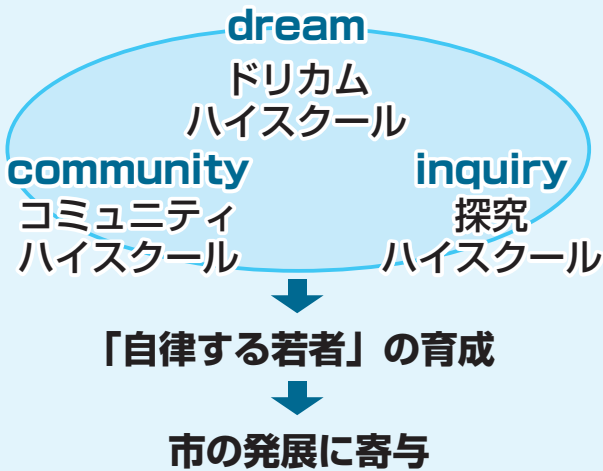 dream
ドリカム
ハイスクール
community
コミュニティ
ハイスクール
inquiry
探究
ハイスクール
「自律する若者」の育成
市の発展に寄与